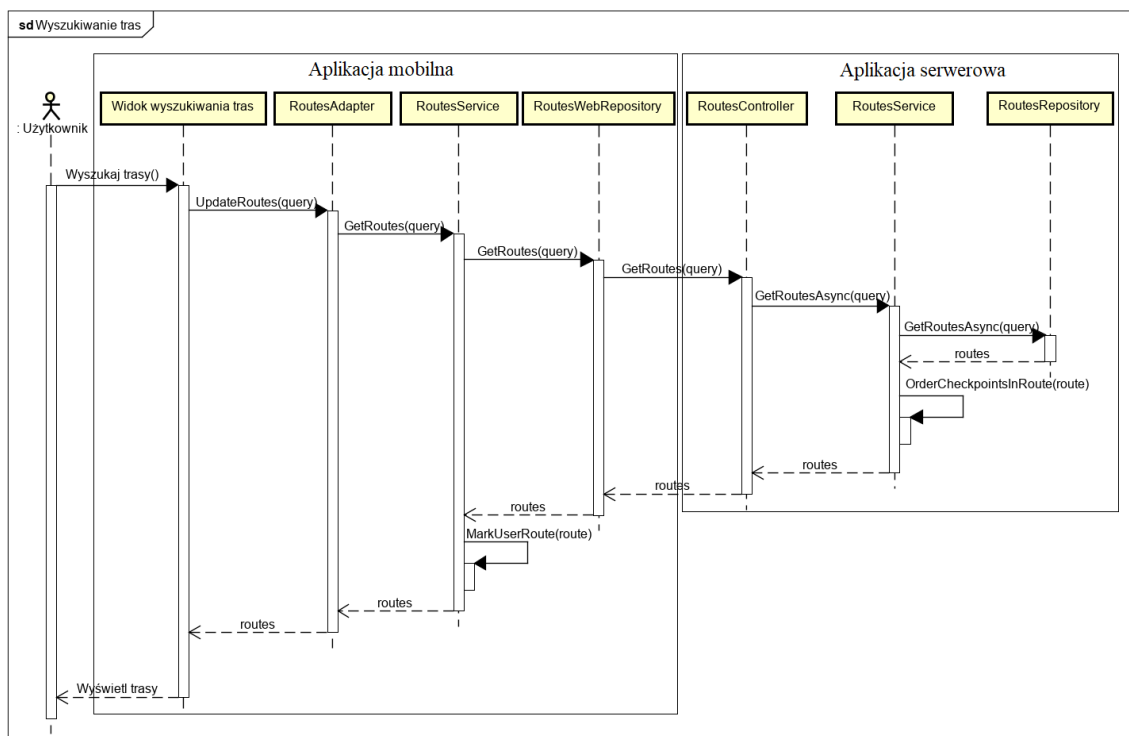 sd Wyszukiwanie tras
Aplikacja mobilna
Aplikacja serwerowa
: Użytkownik
Widok wyszukiwania tras
RoutesAdapter
RoutesService
RoutesWebRepository
RoutesController
RoutesService
RoutesRepository
Wyszukaj trasy()
UpdateRoutes(query)
GetRoutes(query)
GetRoutes(query)
GetRoutes(query)
GetRoutesAsync(query)
GetRoutesAsync(query)
routes
OrderCheckpointsInRoute(route)
routes
routes
routes
MarkUserRoute(route)
routes
routes
Wyświetl trasy